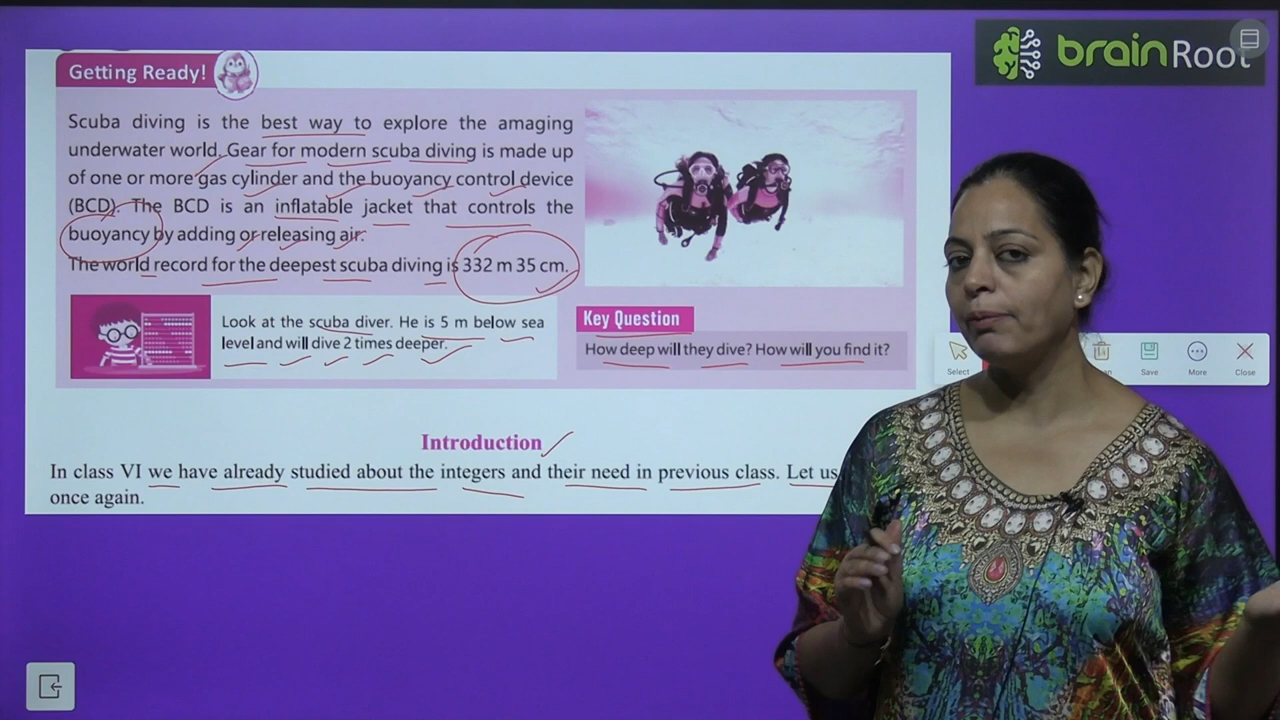 brainRoot
Getting Ready!
Scuba diving is the best way to explore the amaging
underwater world. Gear for modern scuba diving is made up
of one or more gas cylinder and the buoyancy control device
(BCD). The BCD is an inflatable jacket that controls the
buoyancy by adding or releasing air.
The world record for the deepest scuba diving is 332 m 35 cm.
Look at the scuba diver. He is 5 m below sea
level and will dive 2 times deeper.
Key Question
How deep will they dive? How will you find it?
Select
Save
More
Close
Introduction
In class VI we have already studied about the integers and their need in previous class. Let us
once again.